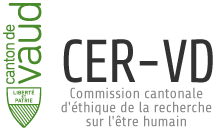 canton de
vaud
LIBERTÉ
ET
PATRIE
CER-VD
Commission cantonale
d'éthique de la recherche
sur l'être humain